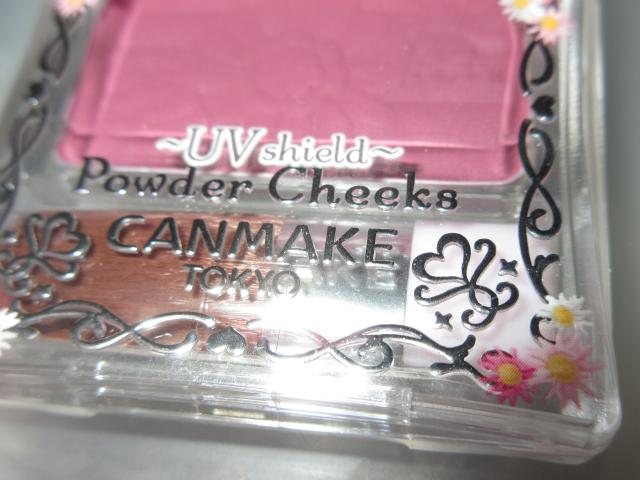 ~UV shield~
Powder Cheeks
CANMAKE
TOKYO